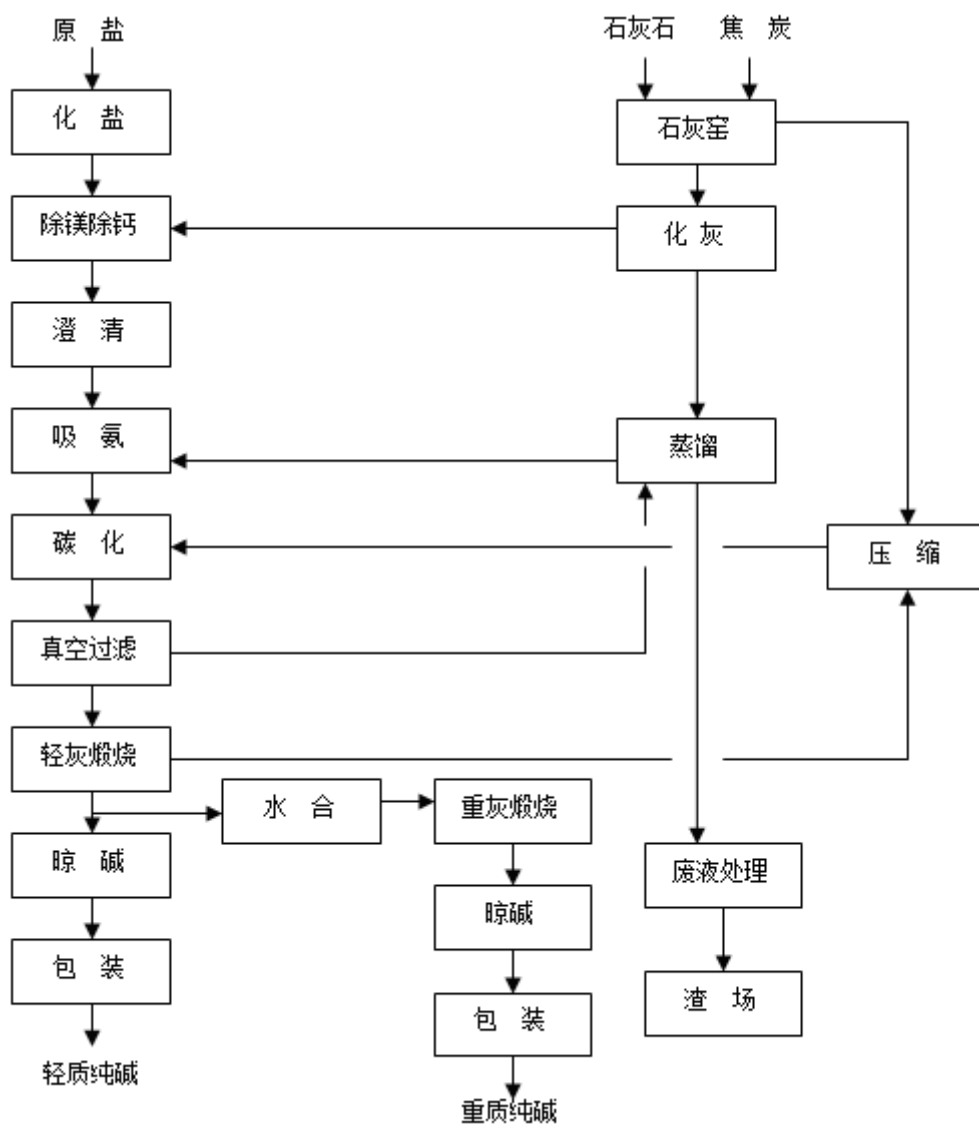 原 盐
石灰石 焦 炭
化 盐
石灰窑
除镁除钙
化 灰
澄 清
吸 氨
蒸馏
碳 化
压 缩
真空过滤
轻灰煅烧
水 合
重灰煅烧
晾 碱
废液处理
晾碱
包 装
渣 场
包 装
轻质纯碱
重质纯碱